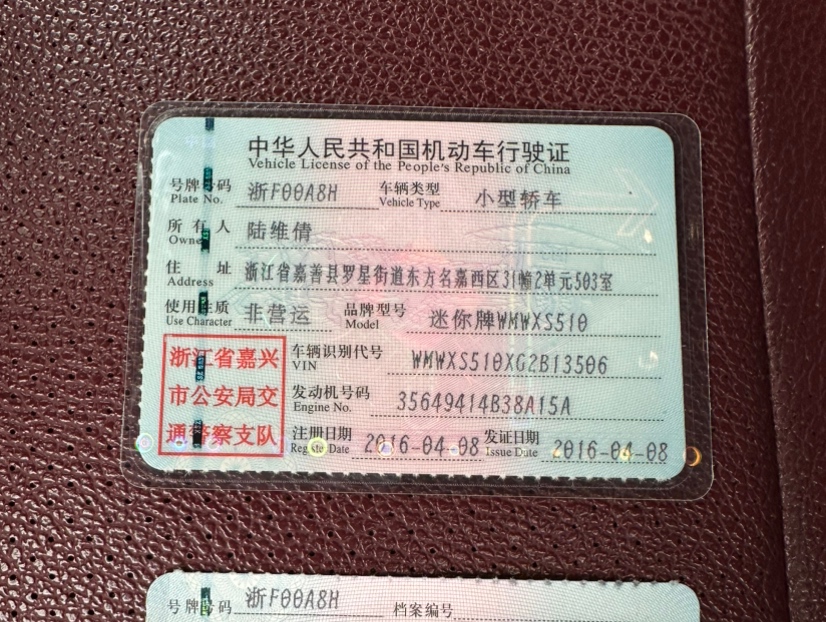 中华人民共和国机动车行驶证
Vehicle License of the People's Republic of China
号牌号码 浙F00A8H 车辆类型 小型轿车
Plate No. Vehicle Type
所有人 陆维倩
Owner
住址 浙江省嘉善县罗星街道东方名嘉西区31幢2单元503室
Address
使用性质 非营运 品牌型号 迷你牌WMWXS510
Use Character Model
浙江省嘉兴
市公安局交
通警察支队
车辆识别代号 WMWXS510XG2B13506
VIN
发动机号码 35649414B38A15A
Engine No.
注册日期 2016-04-08 发证日期 2016-04-08
Register Date Issue Date
号牌号码 浙F00A8H 档案编号